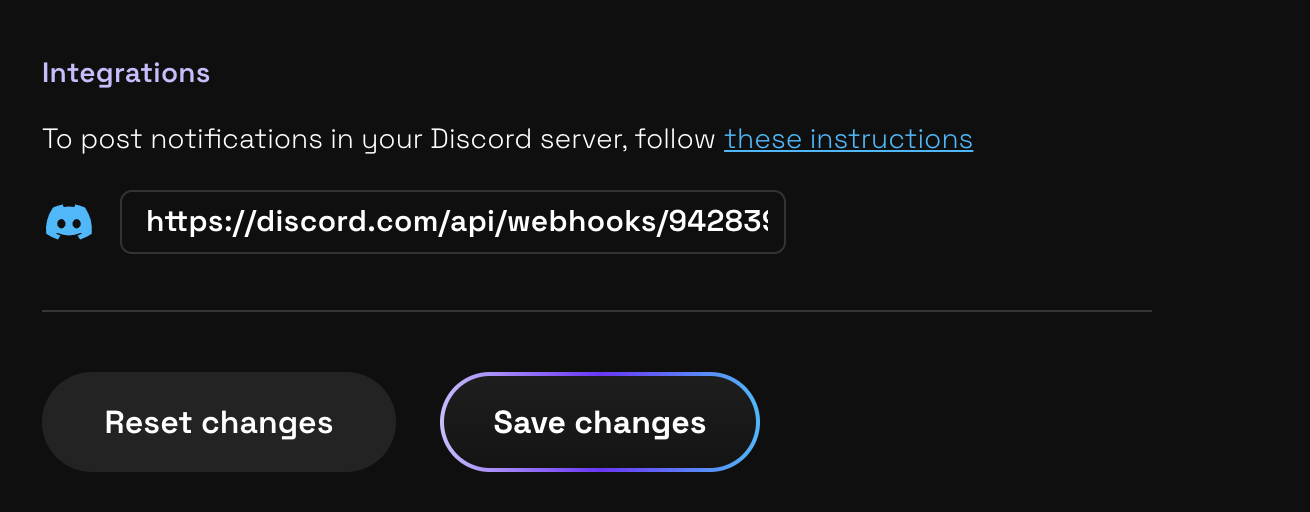 Integrations
To post notifications in your Discord server, follow these instructions
https://discord.com/api/webhooks/94283
Reset changes
Save changes